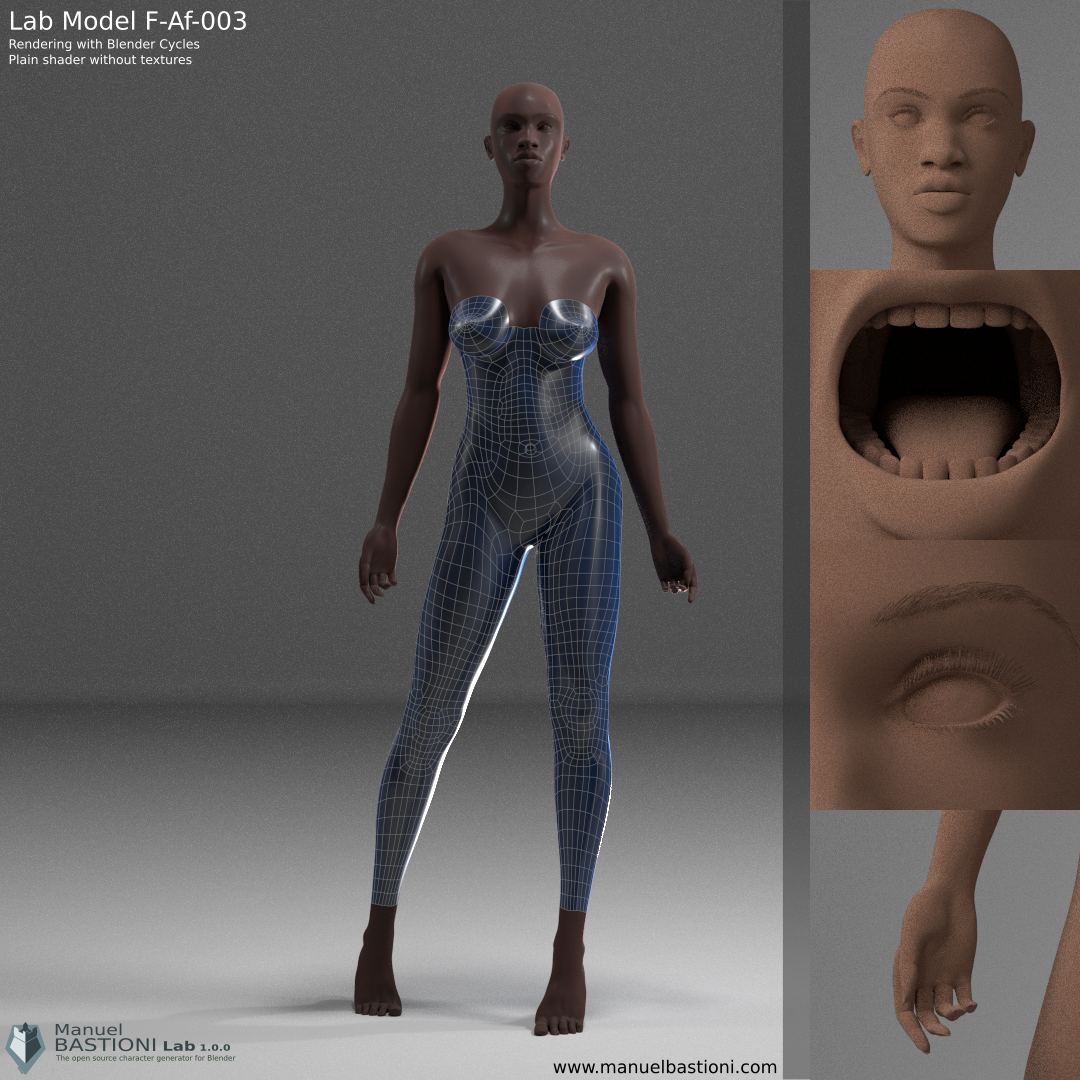 Lab Model F-Af-003
Rendering with Blender Cycles
Plain shader without textures
Manuel
BASTIONI Lab 1.0.0
The open source character generator for Blender
www.manuelbastioni.com